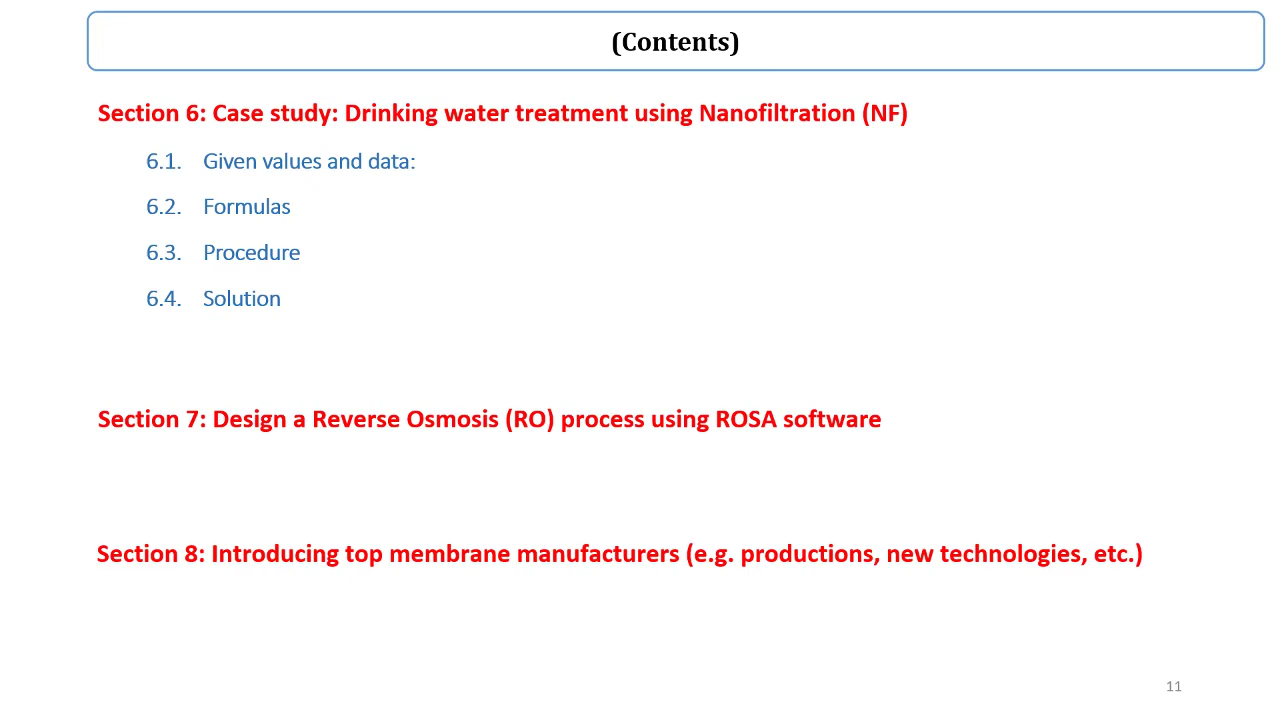 (Contents)
Section 6: Case study: Drinking water treatment using Nanofiltration (NF)
6.1. Given values and data:
6.2. Formulas
6.3. Procedure
6.4. Solution
Section 7: Design a Reverse Osmosis (RO) process using ROSA software
Section 8: Introducing top membrane manufacturers (e.g. productions, new technologies, etc.)
11